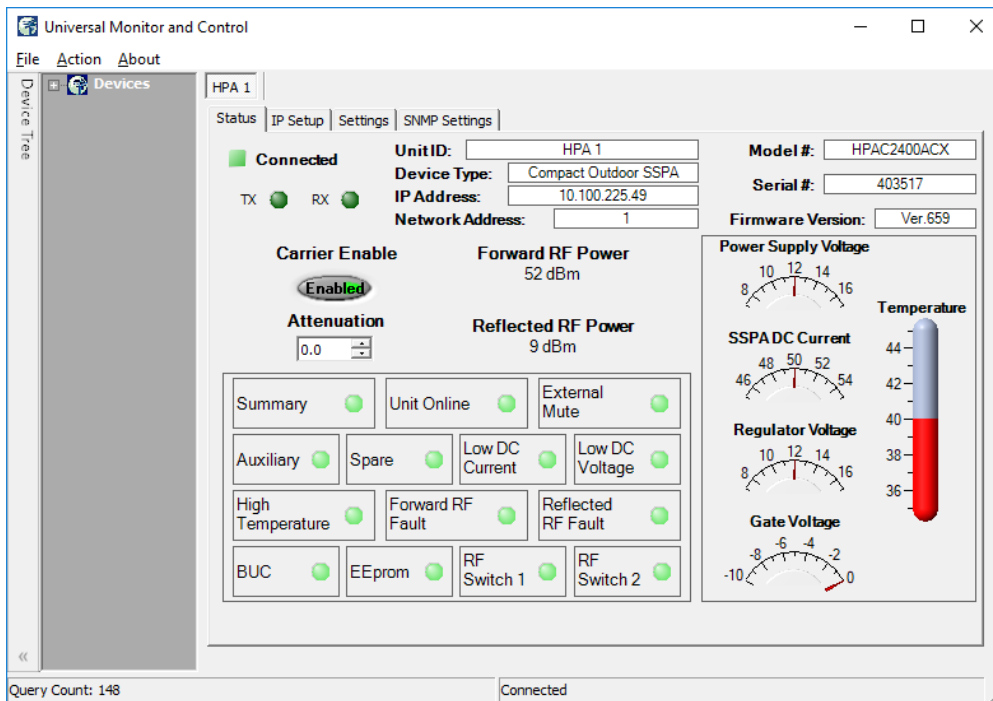 Universal Monitor and Control
File Action About
Device Tree
Devices
HPA 1
Status IP Setup Settings SNMP Settings
Connected
TX RX
Unit ID: HPA 1
Device Type: Compact Outdoor SSPA
IP Address: 10.100.225.49
Network Address: 1
Model #: HPAC2400ACX
Serial #: 403517
Firmware Version: Ver.659
Carrier Enable
Enabled
Attenuation
0.0
Forward RF Power
52 dBm
Reflected RF Power
9 dBm
Summary
Unit Online
External
Mute
Auxiliary
Spare
Low DC
Current
Low DC
Voltage
High
Temperature
Forward RF
Fault
Reflected
RF Fault
BUC
EEprom
RF
Switch 1
RF
Switch 2
Power Supply Voltage
8 10 12 14 16
SSPA DC Current
46 48 50 52 54
Regulator Voltage
8 10 12 14 16
Gate Voltage
-10 -8 -6 -4 -2 0
Temperature
44
42
40
38
36
«
Query Count: 148
Connected